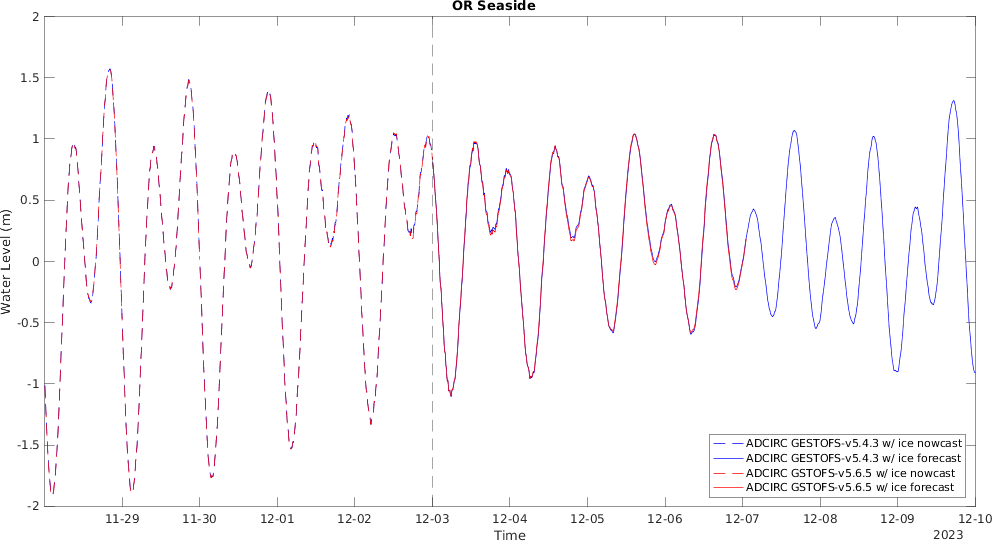 OR Seaside
2
1.5
1
0.5
0
-0.5
-1
-1.5
-2
Water Level (m)
11-29 11-30 12-01 12-02 12-03 12-04 12-05 12-06 12-07 12-08 12-09 12-10
Time
2023
ADCIRC GESTOFS-v5.4.3 w/ ice nowcast
ADCIRC GESTOFS-v5.4.3 w/ ice forecast
ADCIRC GSTOFS-v5.6.5 w/ ice nowcast
ADCIRC GSTOFS-v5.6.5 w/ ice forecast